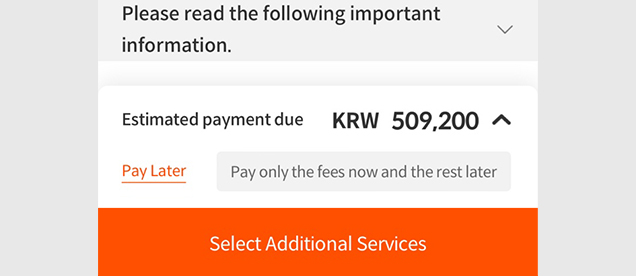 Please read the following important
information.
Estimated payment due KRW 509,200
Pay Later Pay only the fees now and the rest later
Select Additional Services